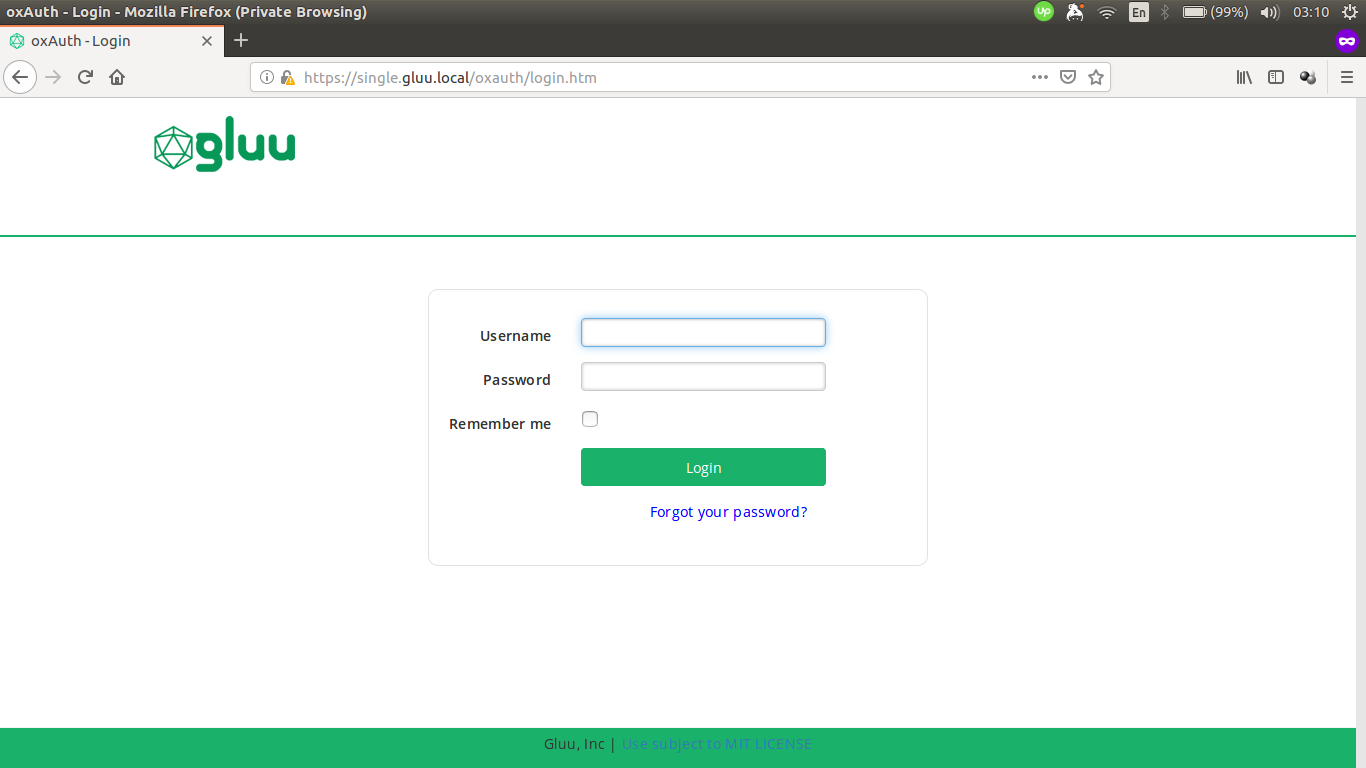 oxAuth - Login - Mozilla Firefox (Private Browsing)
Up
En
(99%)
03:10
oxAuth - Login
https://single.gluu.local/oxauth/login.htm
gluu
Username
Password
Remember me
Login
Forgot your password?
Gluu, Inc | Use subject to MIT LICENSE